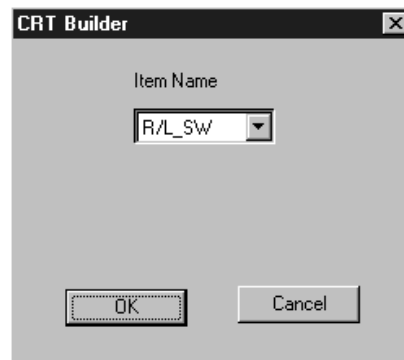 CRT Builder
Item Name
R/L_SW
OK
Cancel